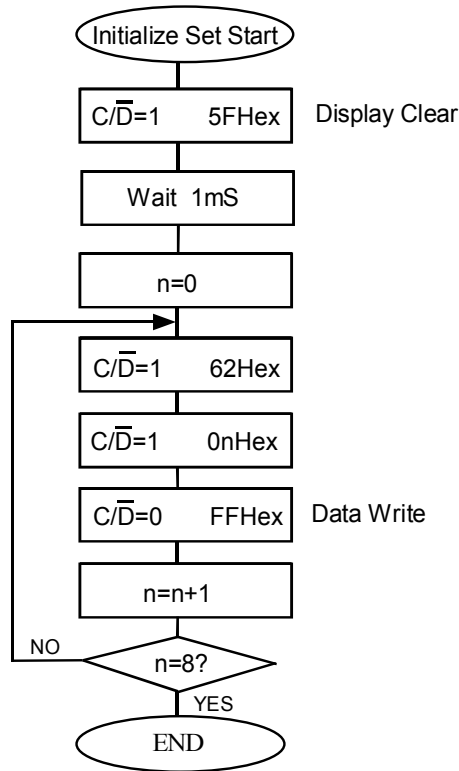 Initialize Set Start
C/D̅=1 5FHex Display Clear
Wait 1mS
n=0
C/D̅=1 62Hex
C/D̅=1 0nHex
C/D̅=0 FFHex Data Write
n=n+1
NO n=8?
YES
END